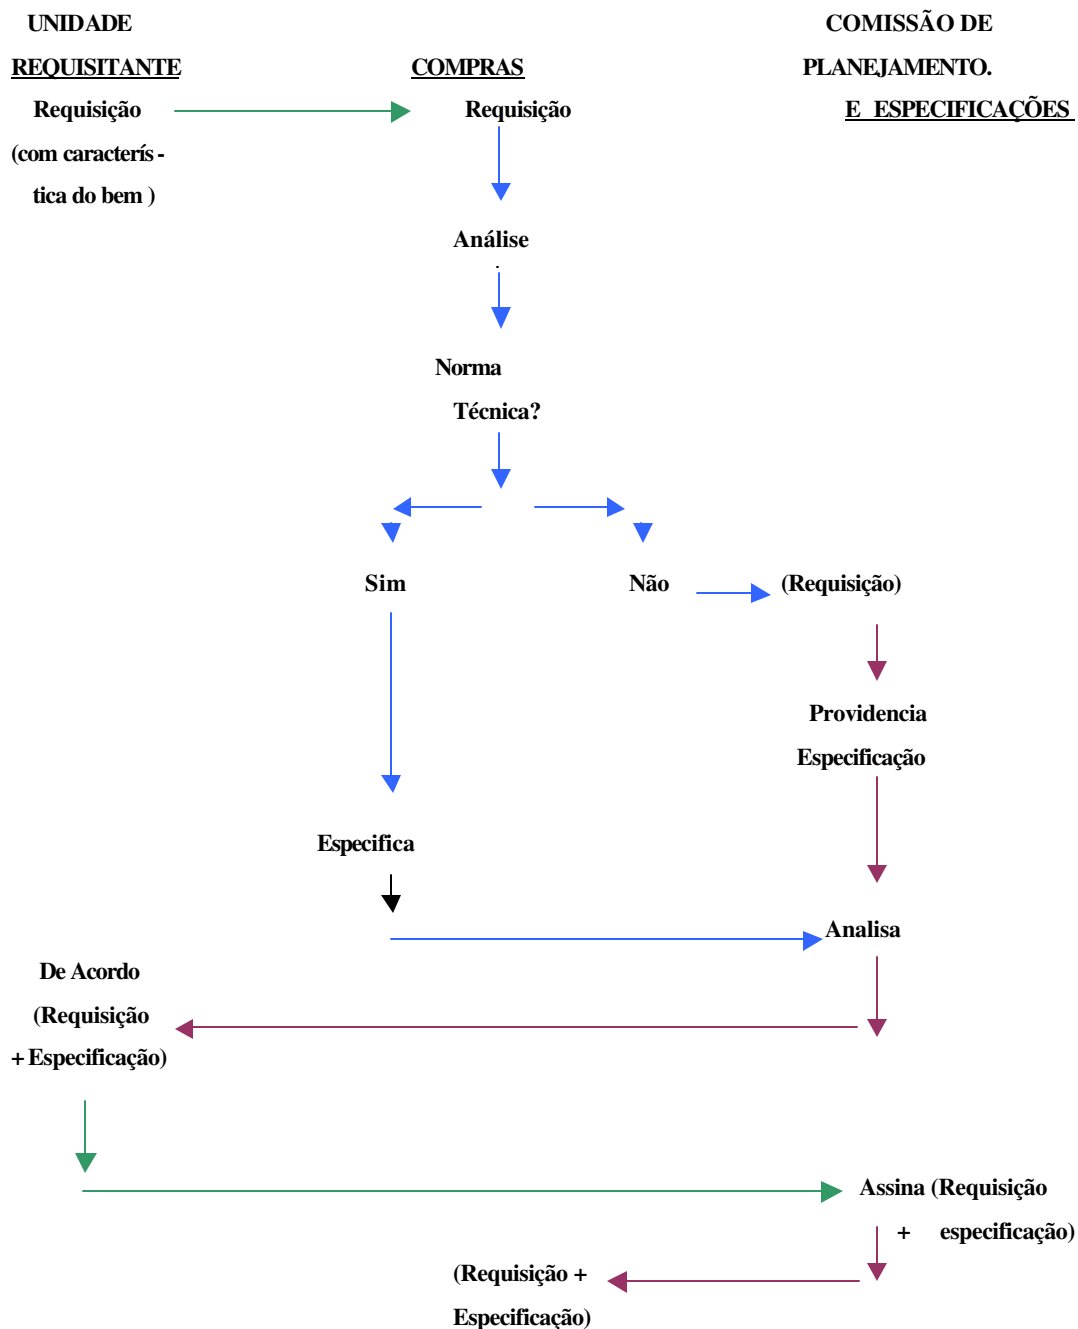 UNIDADE
COMISSÃO DE
REQUISITANTE
COMPRAS
PLANEJAMENTO.
Requisição
Requisição
E ESPECIFICAÇÕES
(com caracterís -
tica do bem )
Análise
.
Norma
Técnica?
Sim
Não
(Requisição)
Providencia
Especificação
Especifica
Analisa
De Acordo
(Requisição
+ Especificação)
Assina (Requisição
+ especificação)
(Requisição +
Especificação)